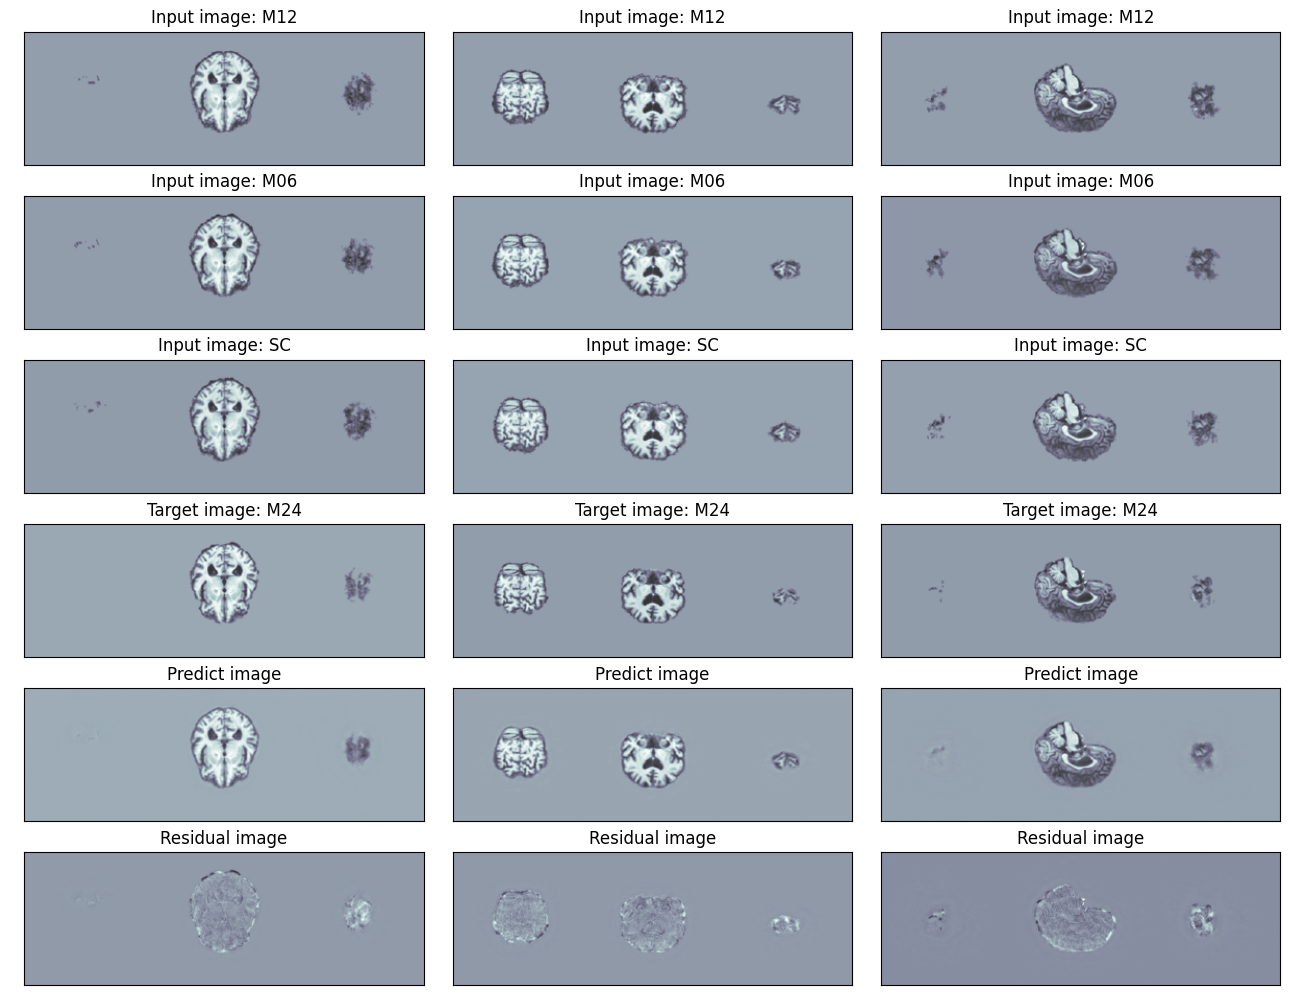 Input image: M12 Input image: M12 Input image: M12
Input image: M06 Input image: M06 Input image: M06
Input image: SC Input image: SC Input image: SC
Target image: M24 Target image: M24 Target image: M24
Predict image Predict image Predict image
Residual image Residual image Residual image